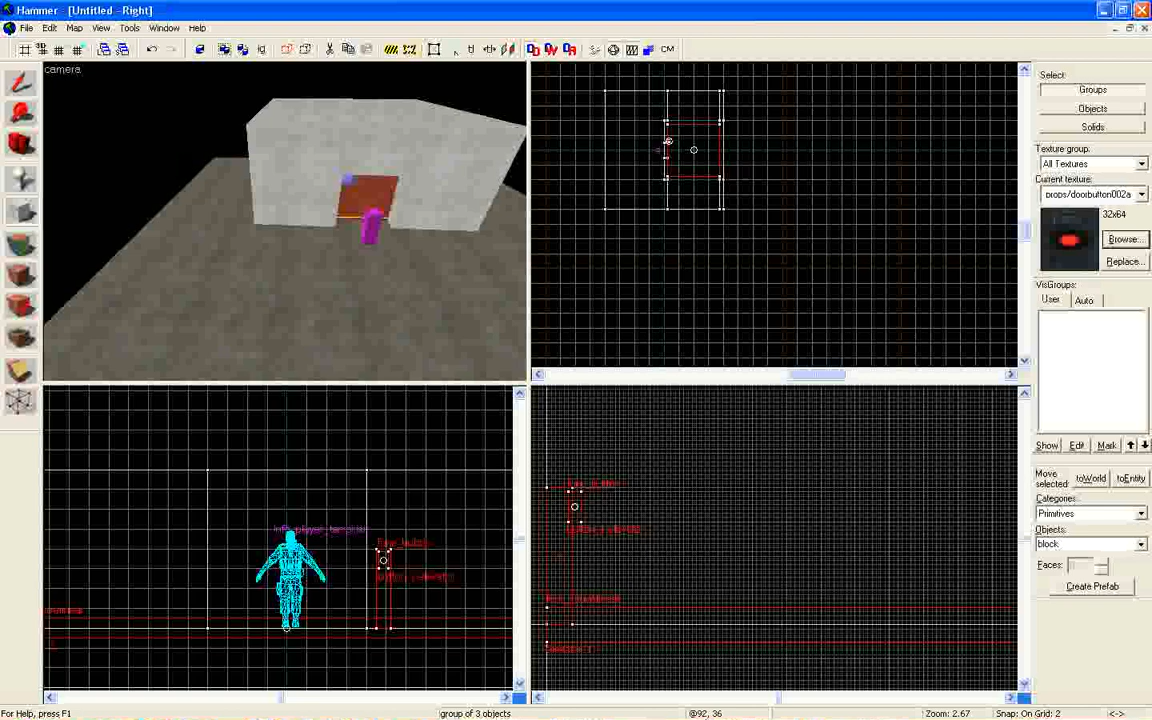 Hammer - [Untitled - Right]
File Edit Map View Tools Window Help
CM
camera
Select:
Groups
Objects
Solids
Texture group:
All Textures
Current texture:
props/doorbutton002a
32x64
Browse...
Replace...
VisGroups:
User Auto
Show Edit Mark
Move selected: toWorld toEntity
Categories:
Primitives
Objects:
block
Faces:
Create Prefab
For Help, press F1 group of 3 objects @92, 36 Zoom: 2.67 Snap: On Grid: 2 <->